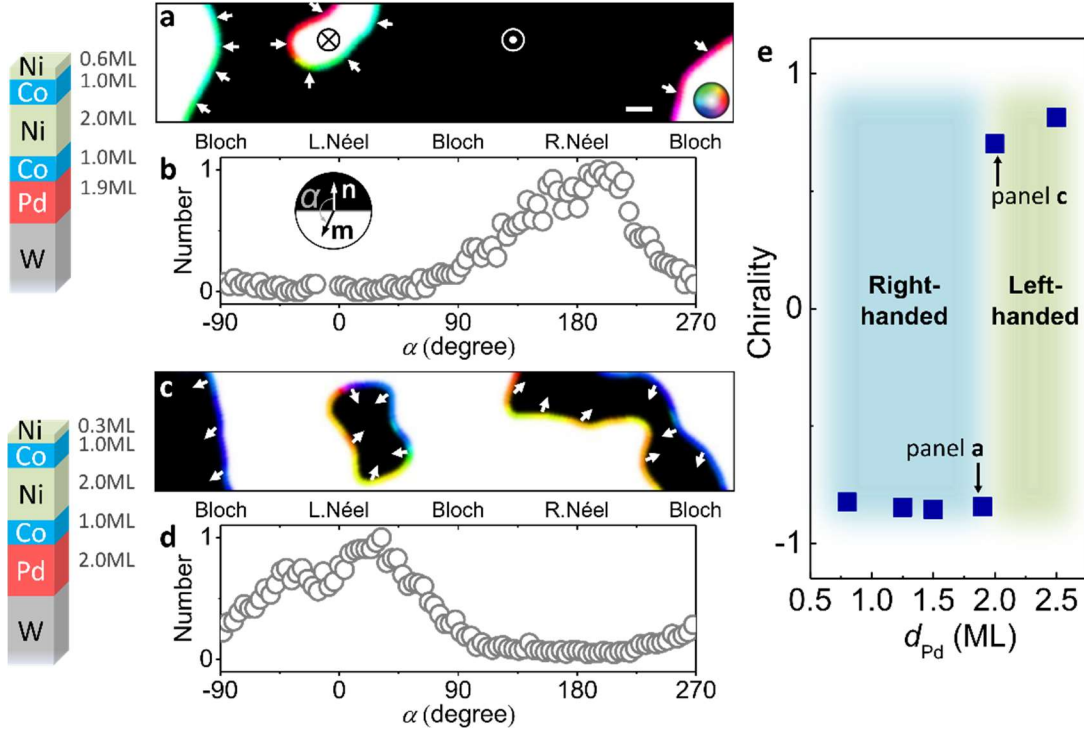 Ni
0.6ML
Co
1.0ML
Ni
2.0ML
Co
1.0ML
Pd
1.9ML
W
a
Bloch L.Néel Bloch R.Néel Bloch
b
α n
m
Number
1
0
-90 0 90 180 270
α (degree)
Ni
0.3ML
Co
1.0ML
Ni
2.0ML
Co
1.0ML
Pd
2.0ML
W
c
Bloch L.Néel Bloch R.Néel Bloch
d
Number
1
0
-90 0 90 180 270
α (degree)
e
Chirality
1
0
-1
panel c
Right-
handed
Left-
handed
panel a
0.5 1.0 1.5 2.0 2.5
dPd (ML)